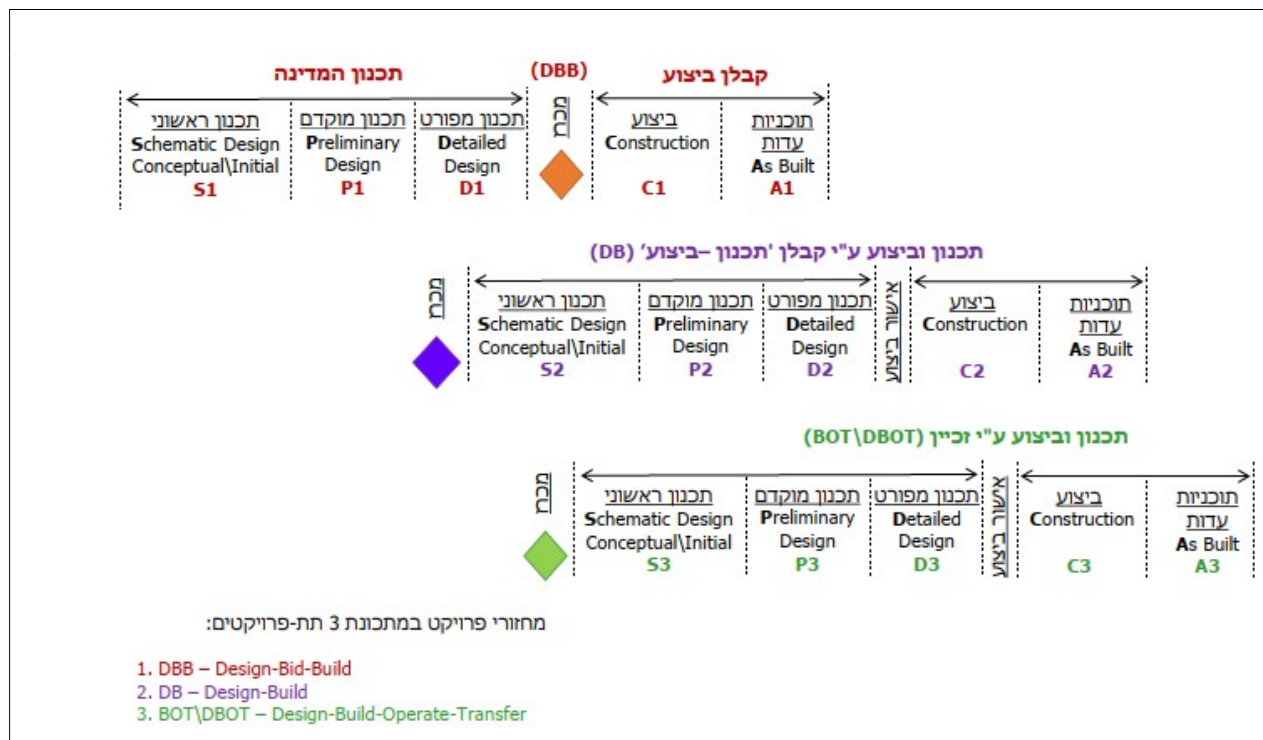 תכנון המדינה
(DBB)
קבלן ביצוע
תכנון ראשוני
Schematic Design
Conceptual\Initial
S1
תכנון מוקדם
Preliminary
Design
P1
תכנון מפורט
Detailed
Design
D1
מכרז
ביצוע
Construction
C1
תוכניות
עדות
As Built
A1
תכנון וביצוע ע"י קבלן 'תכנון –ביצוע' (DB)
מכרז
תכנון ראשוני
Schematic Design
Conceptual\Initial
S2
תכנון מוקדם
Preliminary
Design
P2
תכנון מפורט
Detailed
Design
D2
אישור ביצוע
ביצוע
Construction
C2
תוכניות
עדות
As Built
A2
תכנון וביצוע ע"י זכיין (BOT\DBOT)
מכרז
תכנון ראשוני
Schematic Design
Conceptual\Initial
S3
תכנון מוקדם
Preliminary
Design
P3
תכנון מפורט
Detailed
Design
D3
אישור ביצוע
ביצוע
Construction
C3
תוכניות
עדות
As Built
A3
מחזורי פרויקט במתכונת 3 תת-פרויקטים:
1. DBB – Design-Bid-Build
2. DB – Design-Build
3. BOT\DBOT – Design-Build-Operate-Transfer